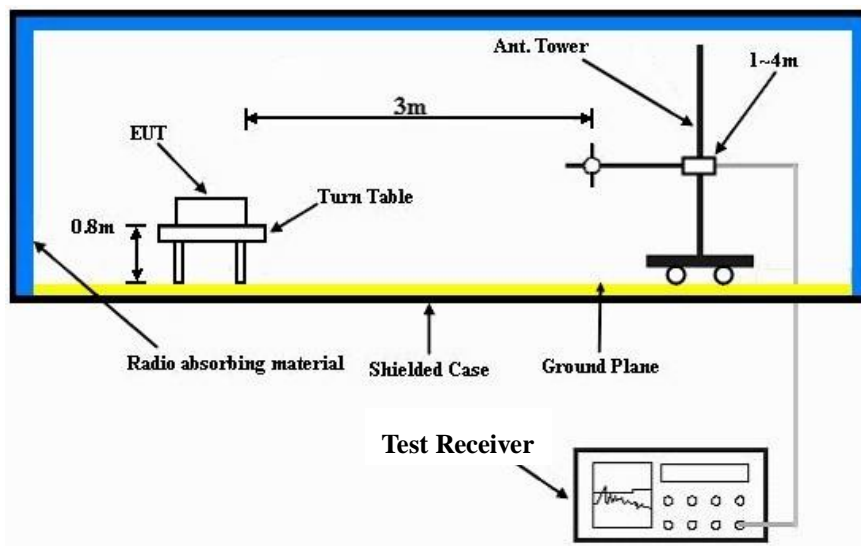 Ant. Tower
1~4m
3m
EUT
Turn Table
0.8m
Radio absorbing material
Shielded Case
Ground Plane
Test Receiver